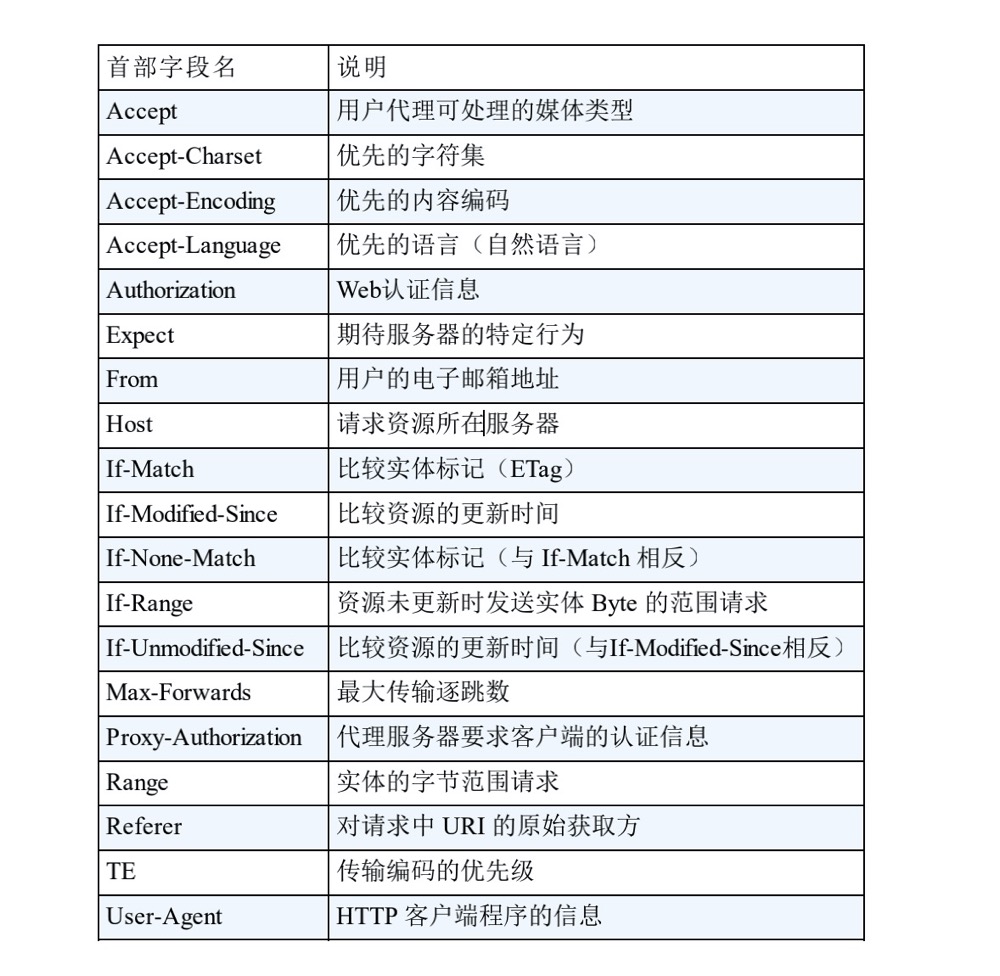 首部字段名 说明
Accept 用户代理可处理的媒体类型
Accept-Charset 优先的字符集
Accept-Encoding 优先的内容编码
Accept-Language 优先的语言（自然语言）
Authorization Web认证信息
Expect 期待服务器的特定行为
From 用户的电子邮箱地址
Host 请求资源所在服务器
If-Match 比较实体标记（ETag）
If-Modified-Since 比较资源的更新时间
If-None-Match 比较实体标记（与 If-Match 相反）
If-Range 资源未更新时发送实体 Byte 的范围请求
If-Unmodified-Since 比较资源的更新时间（与If-Modified-Since相反）
Max-Forwards 最大传输逐跳数
Proxy-Authorization 代理服务器要求客户端的认证信息
Range 实体的字节范围请求
Referer 对请求中 URI 的原始获取方
TE 传输编码的优先级
User-Agent HTTP 客户端程序的信息